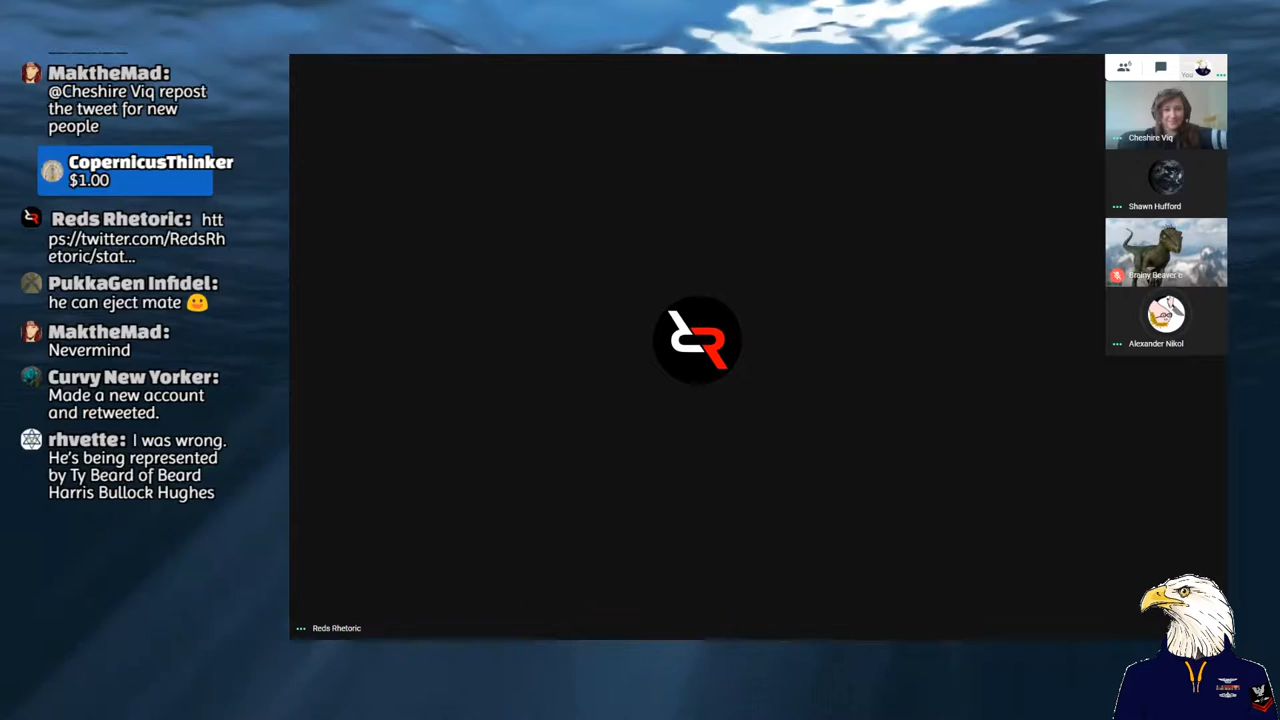 MaktheMad:
@Cheshire Viq repost
the tweet for new
people
CopernicusThinker
$1.00
Reds Rhetoric: htt
ps://twitter.com/RedsRh
etoric/stat...
PukkaGen Infidel:
he can eject mate
MaktheMad:
Nevermind
Curvy New Yorker:
Made a new account
and retweeted.
rhvette: I was wrong.
He's being represented
by Ty Beard of Beard
Harris Bullock Hughes
You
Cheshire Viq
Shawn Hufford
Brainy Beaver c
Alexander Nikol
Reds Rhetoric